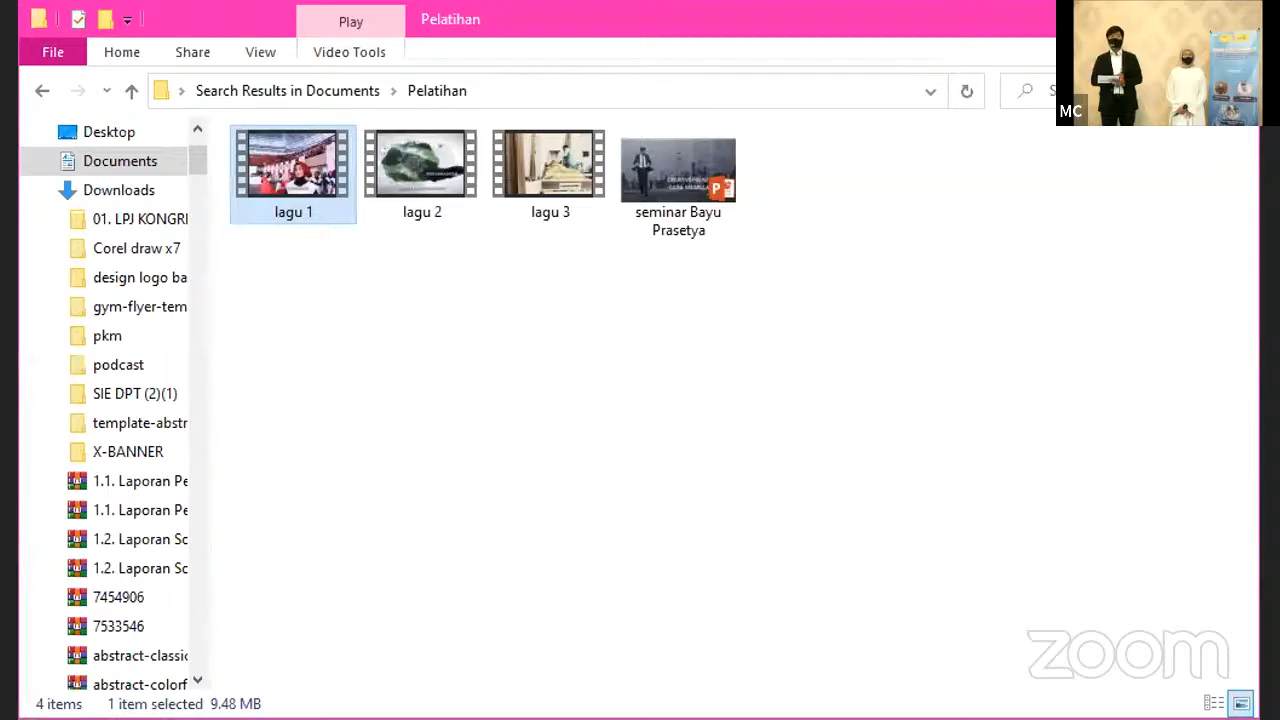 Play
Pelatihan
File
Home
Share
View
Video Tools
Search Results in Documents
Pelatihan
MC
Desktop
Documents
Downloads
01. LPJ KONGRI
Corel draw x7
design logo ba
gym-flyer-tem
pkm
podcast
SIE DPT (2)(1)
template-abstr
X-BANNER
1.1. Laporan Pe
1.1. Laporan Pe
1.2. Laporan Sc
1.2. Laporan Sc
7454906
7533546
abstract-classic
abstract-colorf
lagu 1
lagu 2
lagu 3
seminar Bayu
Prasetya
zoom
4 items
1 item selected 9.48 MB